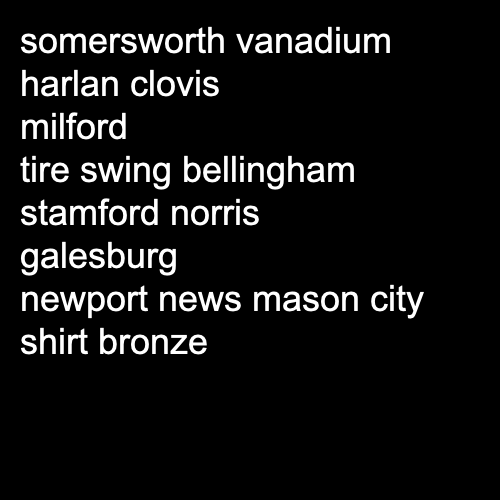 somersworth vanadium
harlan clovis
milford
tire swing bellingham
stamford norris
galesburg
newport news mason city
shirt bronze